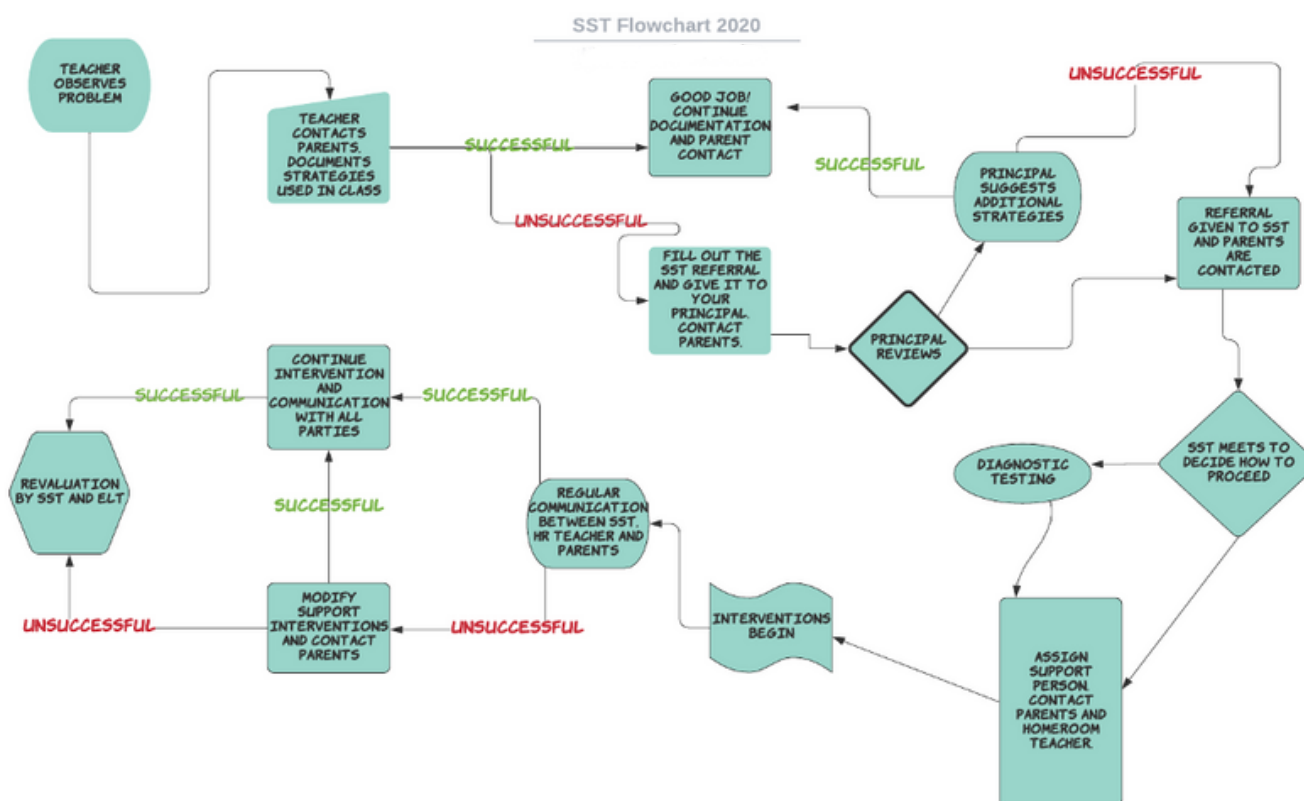 SST Flowchart 2020
TEACHER
OBSERVES
PROBLEM
TEACHER
CONTACTS
PARENTS.
DOCUMENTS
STRATEGIES
USED IN CLASS
SUCCESSFUL
UNSUCCESSFUL
GOOD JOB!
CONTINUE
DOCUMENTATION
AND PARENT
CONTACT
FILL OUT THE
SST REFERRAL
AND GIVE IT TO
YOUR
PRINCIPAL.
CONTACT
PARENTS.
PRINCIPAL
REVIEWS
PRINCIPAL
SUGGESTS
ADDITIONAL
STRATEGIES
SUCCESSFUL
UNSUCCESSFUL
REFERRAL
GIVEN TO SST
AND PARENTS
ARE
CONTACTED
SST MEETS TO
DECIDE HOW TO
PROCEED
DIAGNOSTIC
TESTING
ASSIGN
SUPPORT
PERSON.
CONTACT
PARENTS AND
HOMEROOM
TEACHER.
INTERVENTIONS
BEGIN
REGULAR
COMMUNICATION
BETWEEN SST,
HR TEACHER AND
PARENTS
SUCCESSFUL
UNSUCCESSFUL
CONTINUE
INTERVENTION
AND
COMMUNICATION
WITH ALL
PARTIES
SUCCESSFUL
MODIFY
SUPPORT
INTERVENTIONS
AND CONTACT
PARENTS
SUCCESSFUL
UNSUCCESSFUL
REVALUATION
BY SST AND ELT